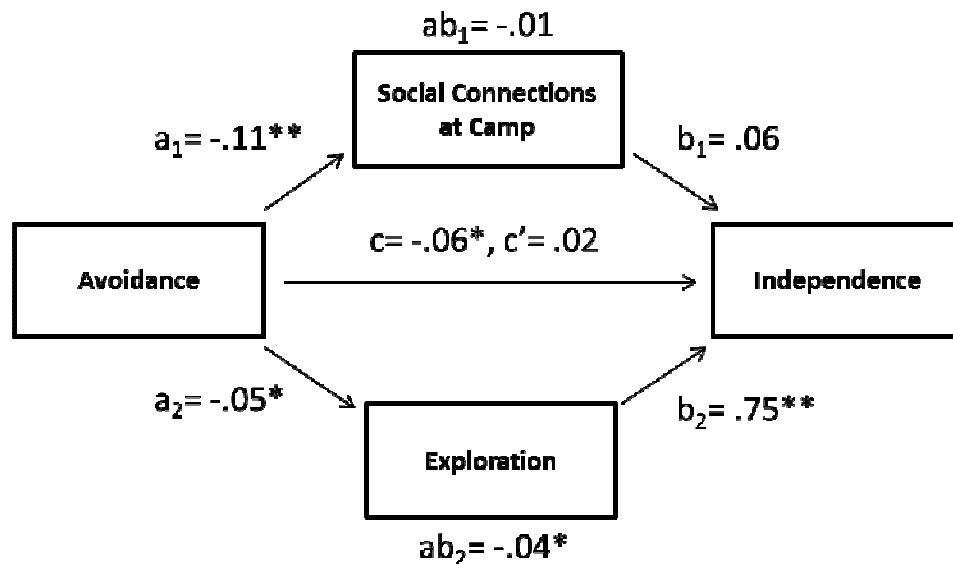 ab₁= -.01
Social Connections
at Camp
a₁= -.11**
b₁= .06
c= -.06*, c’= .02
Avoidance
Independence
a₂= -.05*
b₂= .75**
Exploration
ab₂= -.04*